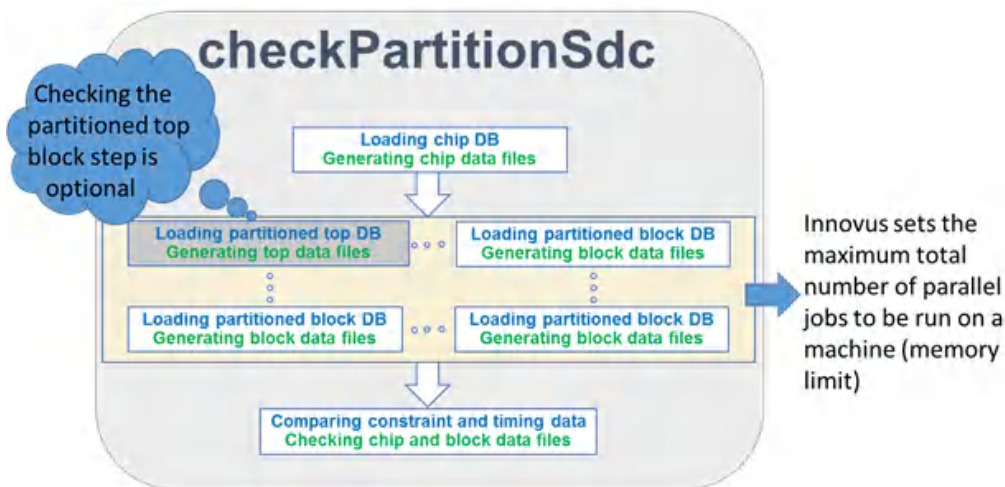 checkPartitionSdc
Checking the
partitioned top
block step is
optional
Loading chip DB
Generating chip data files
Loading partitioned top DB
Generating top data files
Loading partitioned block DB
Generating block data files
Loading partitioned block DB
Generating block data files
Loading partitioned block DB
Generating block data files
Innovus sets the
maximum total
number of parallel
jobs to be run on a
machine (memory
limit)
Comparing constraint and timing data
Checking chip and block data files